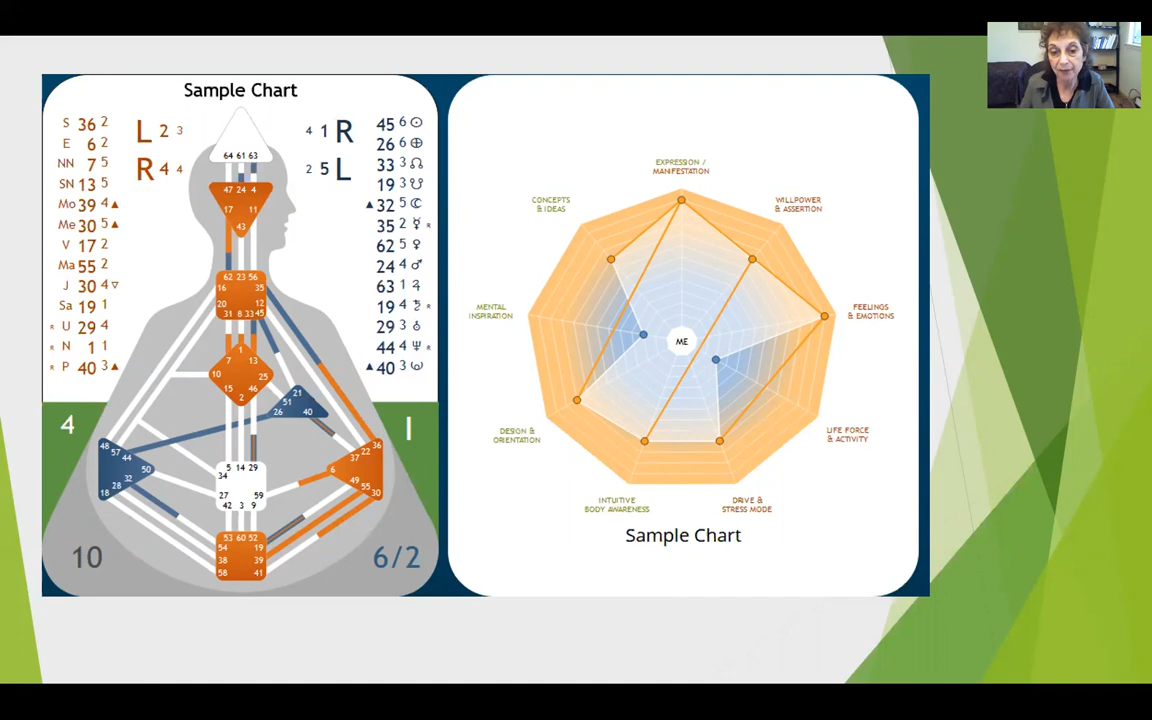 Sample Chart
S 36 2
E 6 2
NN 7 5
SN 13 5
Mo 39 4 ▲
Me 30 5 ▲
V 17 2
Ma 55 2
J 30 4 ▽
Sa 19 1
R U 29 4
R N 1 1
R P 40 3 ▲
L 2 3
R 4 4
4 1 R
2 5 L
45 6 ☉
26 6 ⊕
33 3 ☊
19 3 ☋
▲ 32 5 ☾
35 2 ☿ R
62 5 ♀
24 4 ♂
63 1 ♃
19 4 ♄ R
29 3 ♅
44 4 ♆ R
▲ 40 3
64 61 63
47 24 4
17 11
43
62 23 56
16 35
20 12
31 8 33 45
1
7 13
10 25
15 46
2
21
51
26 40
48
57
44
50
32
28
18
5 14 29
34
27 59
42 3 9
36
22
37
6
49
55
30
53 60 52
54 19
38 39
58 41
4
1
10
6/2
EXPRESSION /
MANIFESTATION
CONCEPTS
& IDEAS
WILLPOWER
& ASSERTION
MENTAL
INSPIRATION
FEELINGS
& EMOTIONS
ME
DESIGN &
ORIENTATION
LIFE FORCE
& ACTIVITY
INTUITIVE
BODY AWARENESS
DRIVE &
STRESS MODE
Sample Chart